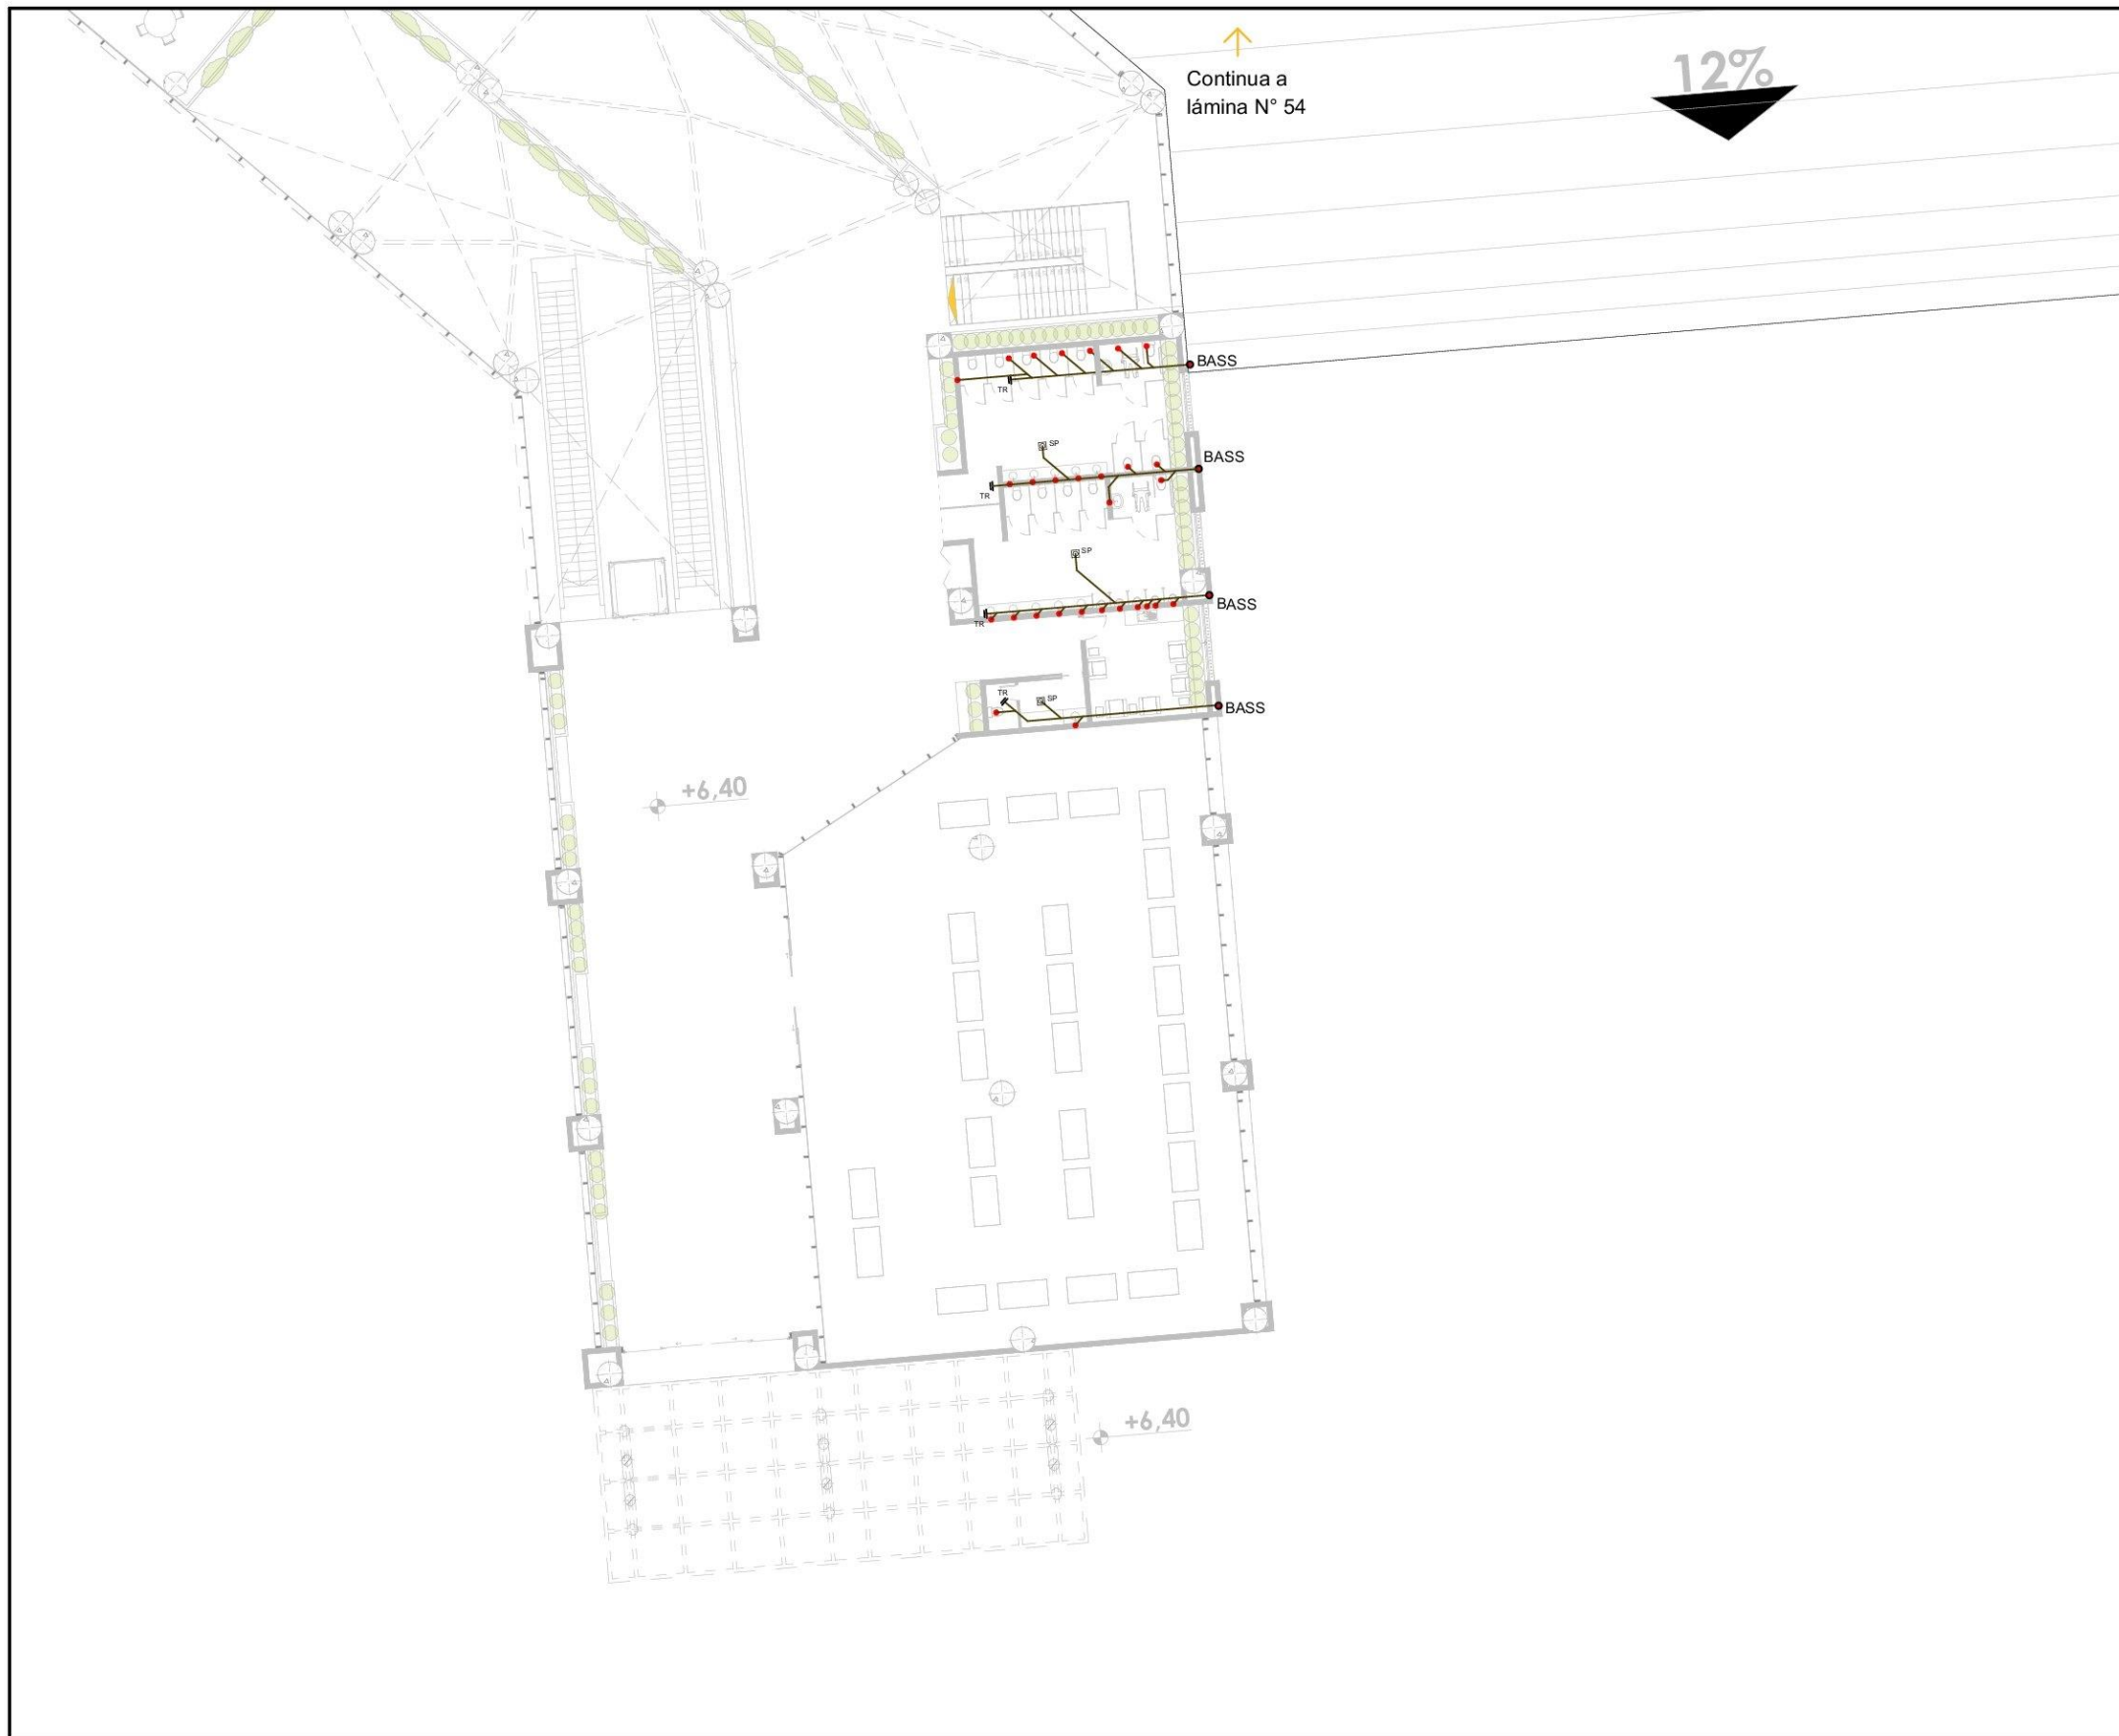 Continua a
lámina N° 54
12%
BASS
TR
SP
BASS
TR
SP
BASS
TR
TR
SP
BASS
+6,40
+6,40